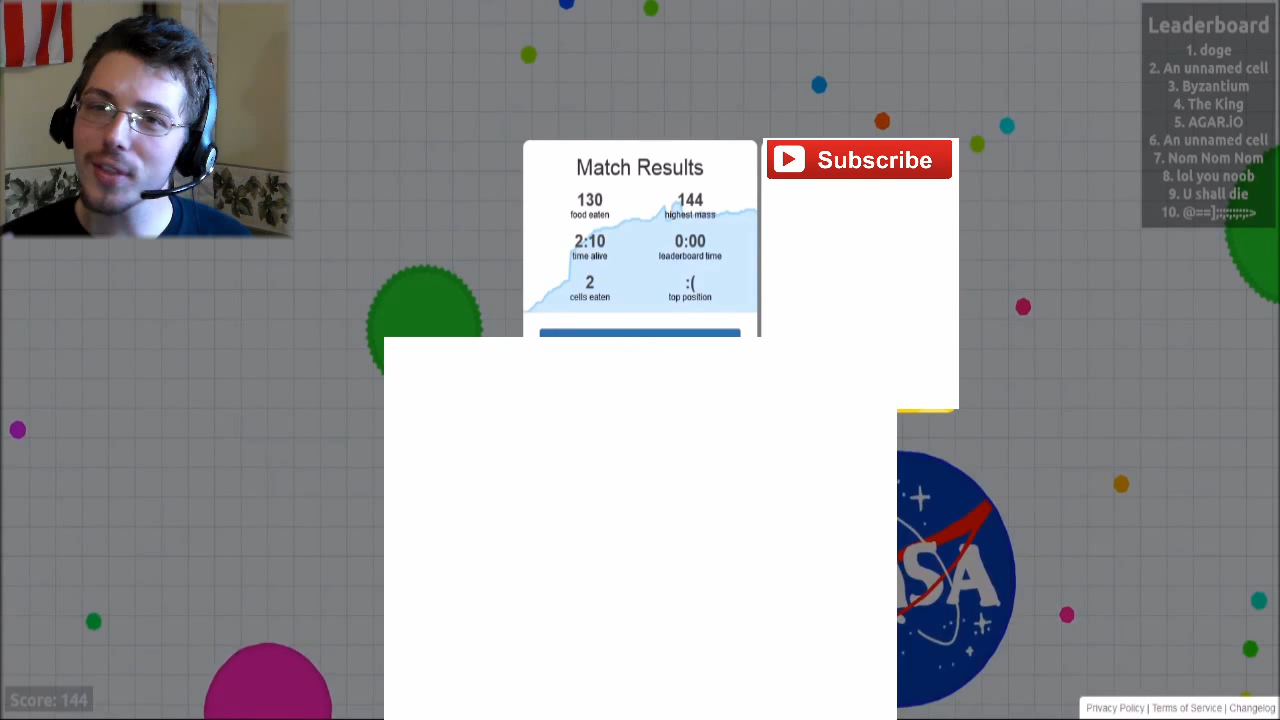 Leaderboard
1. doge
2. An unnamed cell
3. Byzantium
4. The King
5. AGAR.iO
6. An unnamed cell
7. Nom Nom Nom
8. lol you noob
9. U shall die
10. @==];;;;;;;>
Match Results
130 144
food eaten highest mass
2:10 0:00
time alive leaderboard time
2 :(
cells eaten top position
Subscribe
SA
Score: 144
Privacy Policy | Terms of Service | Changelog